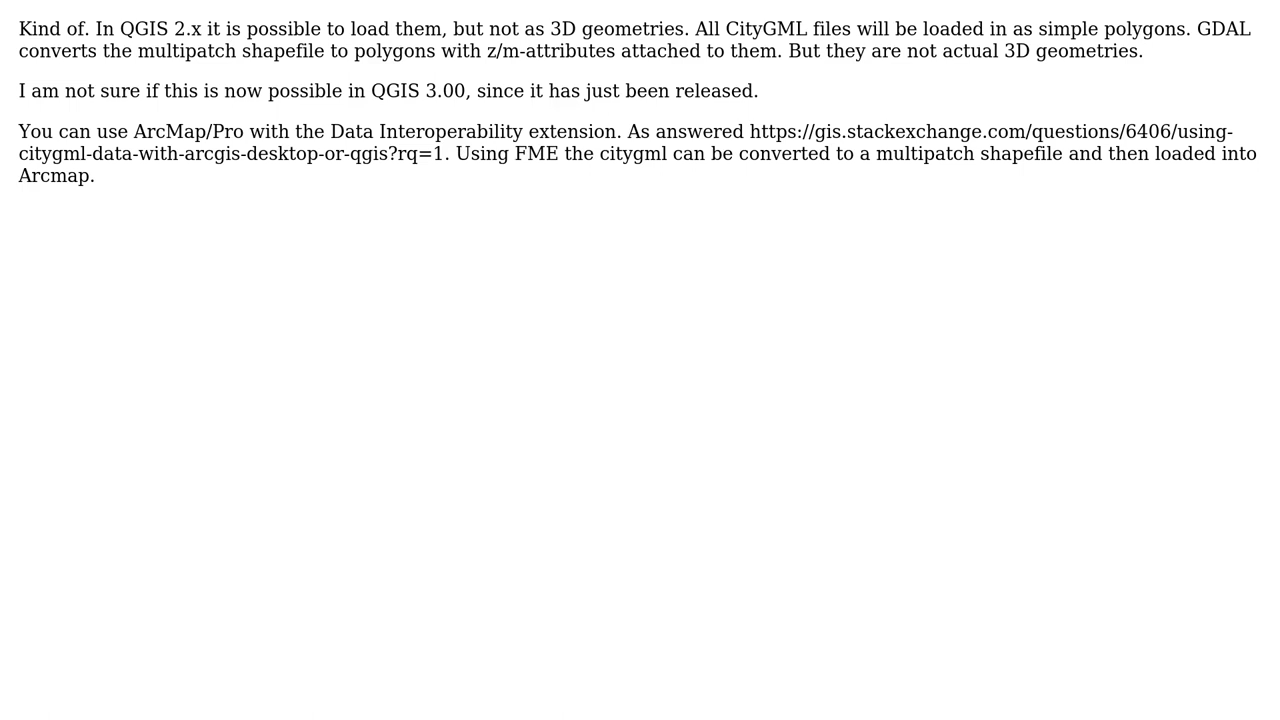 Kind of. In QGIS 2.x it is possible to load them, but not as 3D geometries. All CityGML files will be loaded in as simple polygons. GDAL
converts the multipatch shapefile to polygons with z/m-attributes attached to them. But they are not actual 3D geometries.
I am not sure if this is now possible in QGIS 3.00, since it has just been released.
You can use ArcMap/Pro with the Data Interoperability extension. As answered https://gis.stackexchange.com/questions/6406/using-
citygml-data-with-arcgis-desktop-or-qgis?rq=1. Using FME the citygml can be converted to a multipatch shapefile and then loaded into
Arcmap.